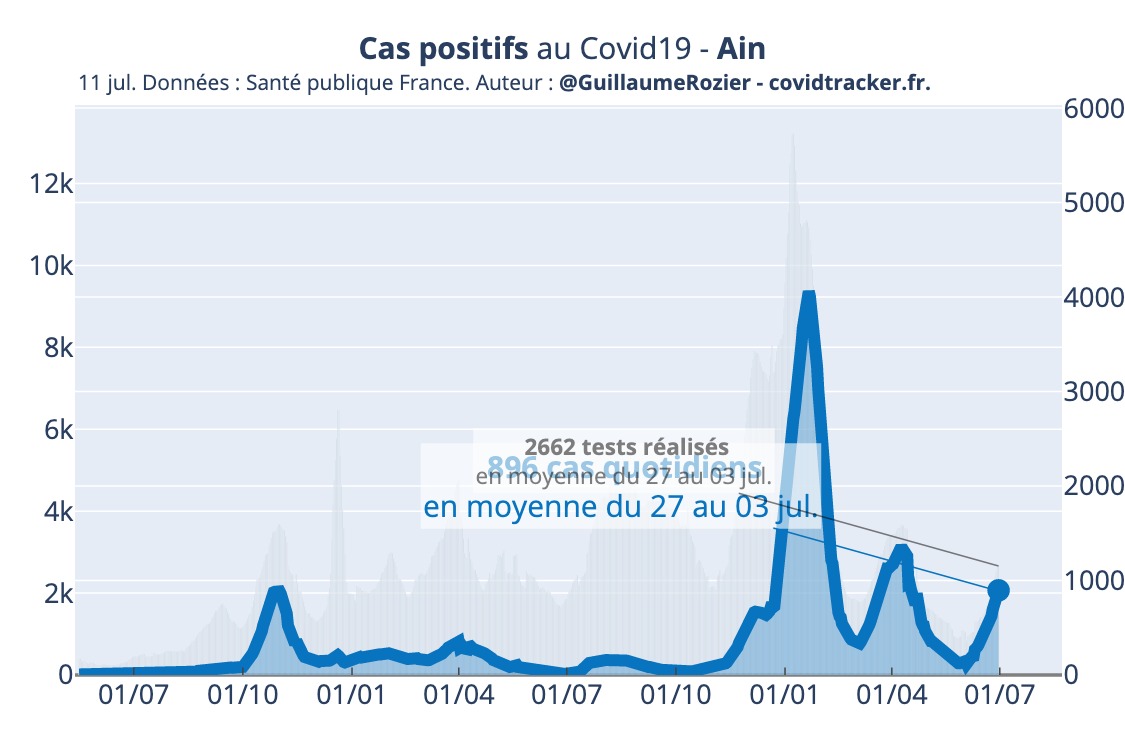 Cas positifs au Covid19 - Ain
11 jul. Données : Santé publique France. Auteur : @GuillaumeRozier - covidtracker.fr.
6000
12k
5000
10k
4000
8k
3000
6k
2662 tests réalisés
896 cas quotidiens
en moyenne du 27 au 03 jul.
2000
en moyenne du 27 au 03 jul.
4k
1000
2k
0
0
01/07
01/10
01/01
01/04
01/07
01/10
01/01
01/04
01/07